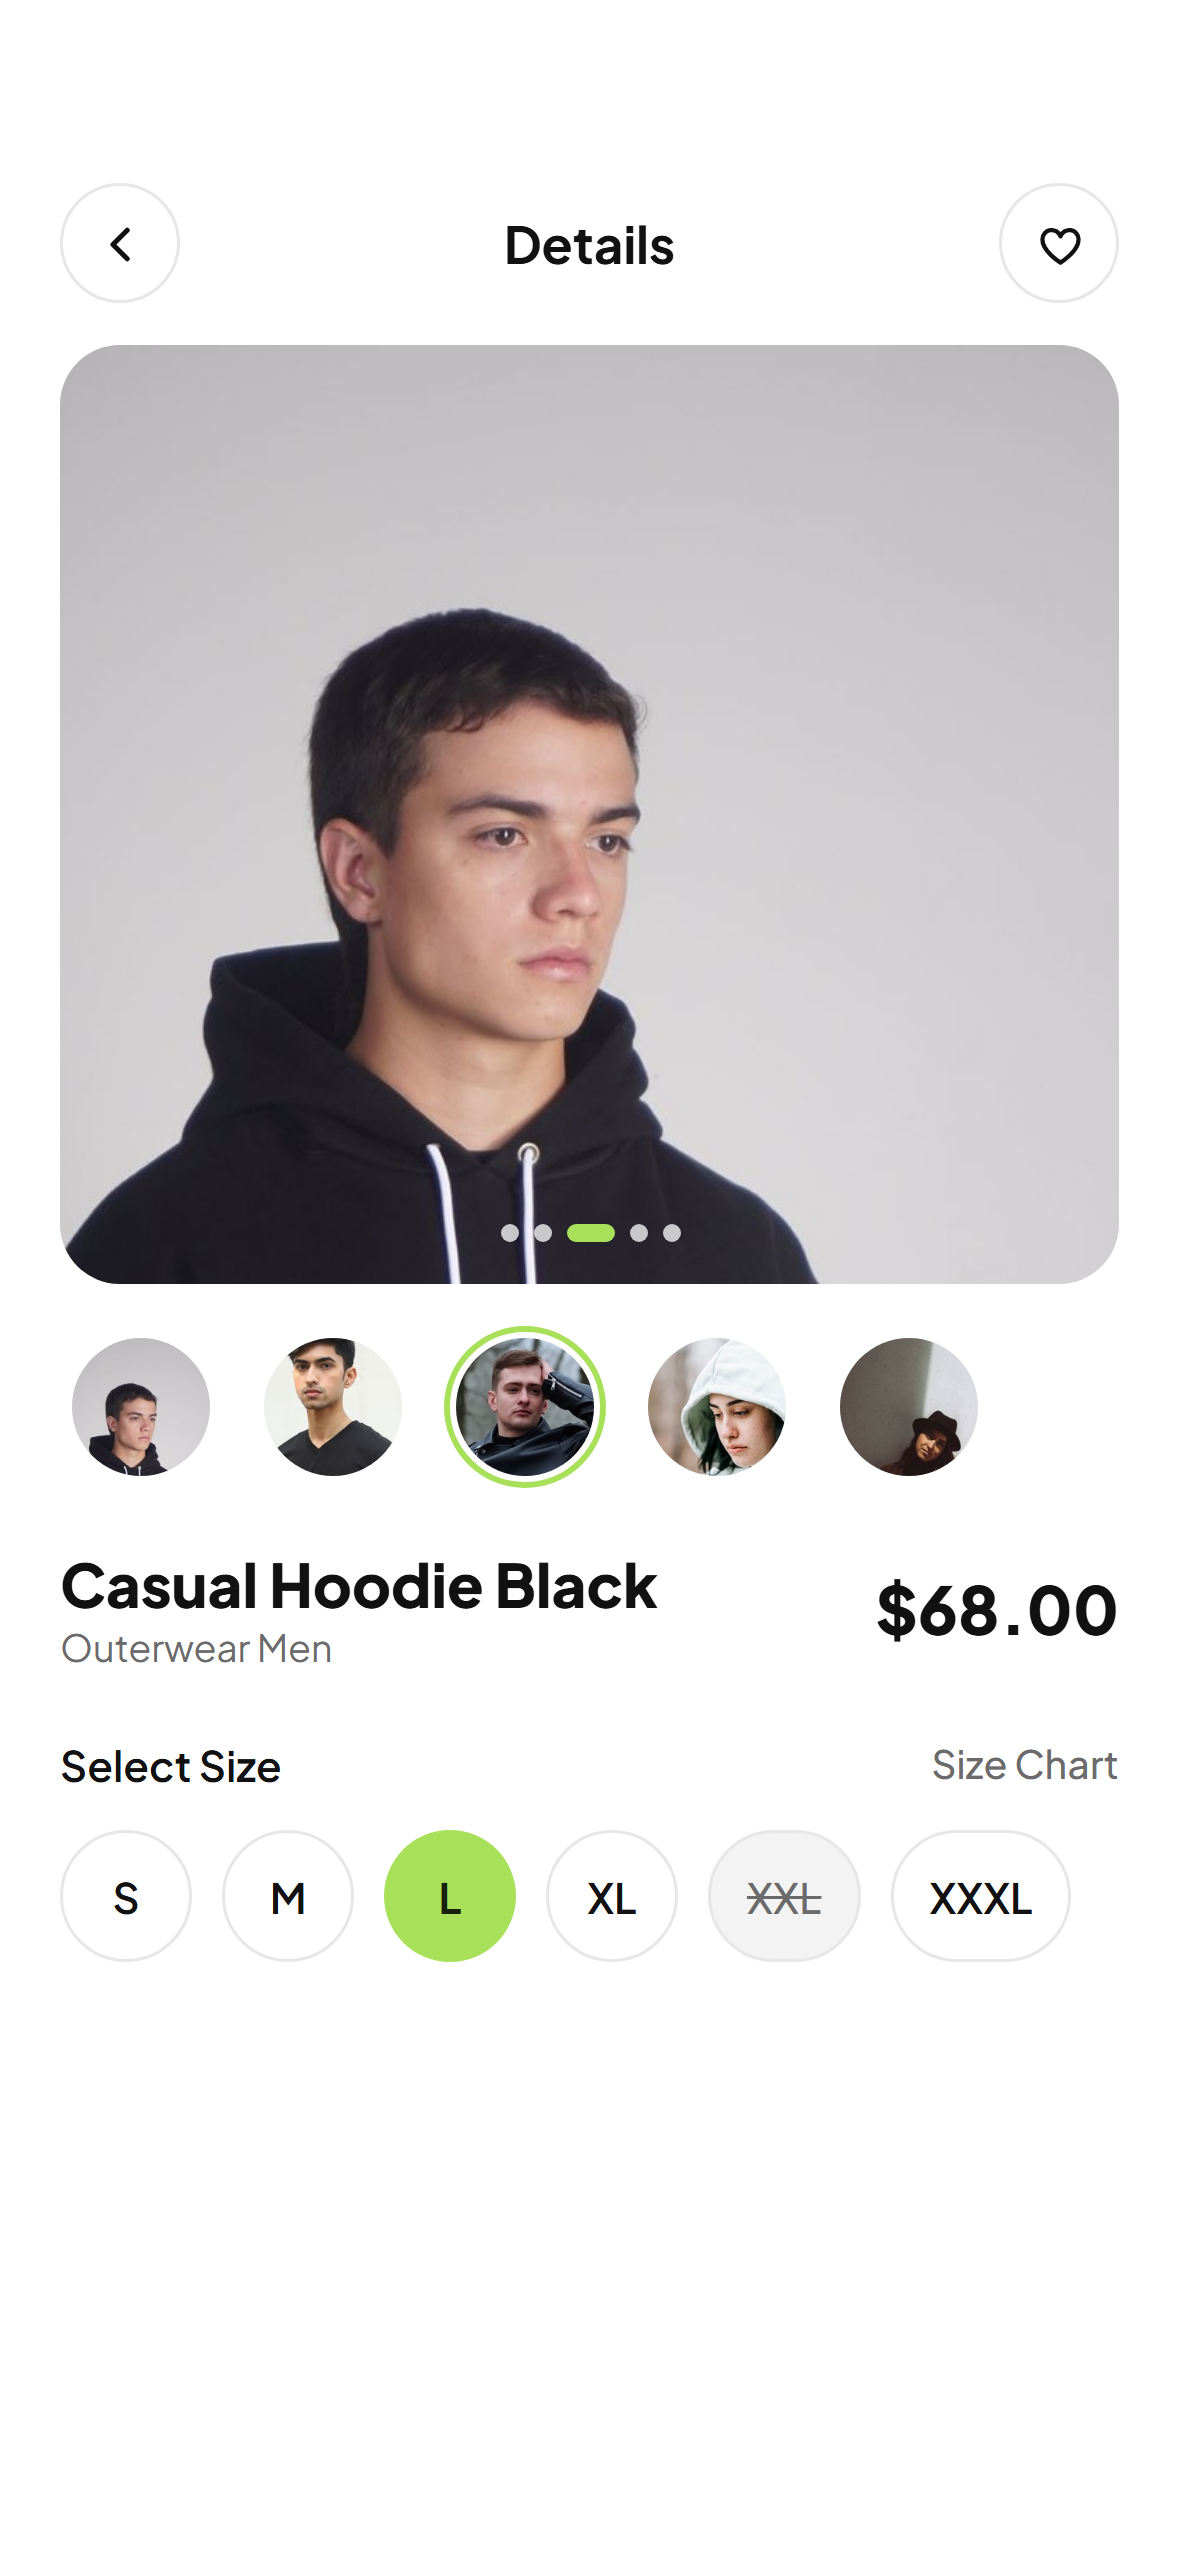 Details
Casual Hoodie Black
$68.00
Outerwear Men
Select Size
Size Chart
S
M
L
XL
XXL
XXXL